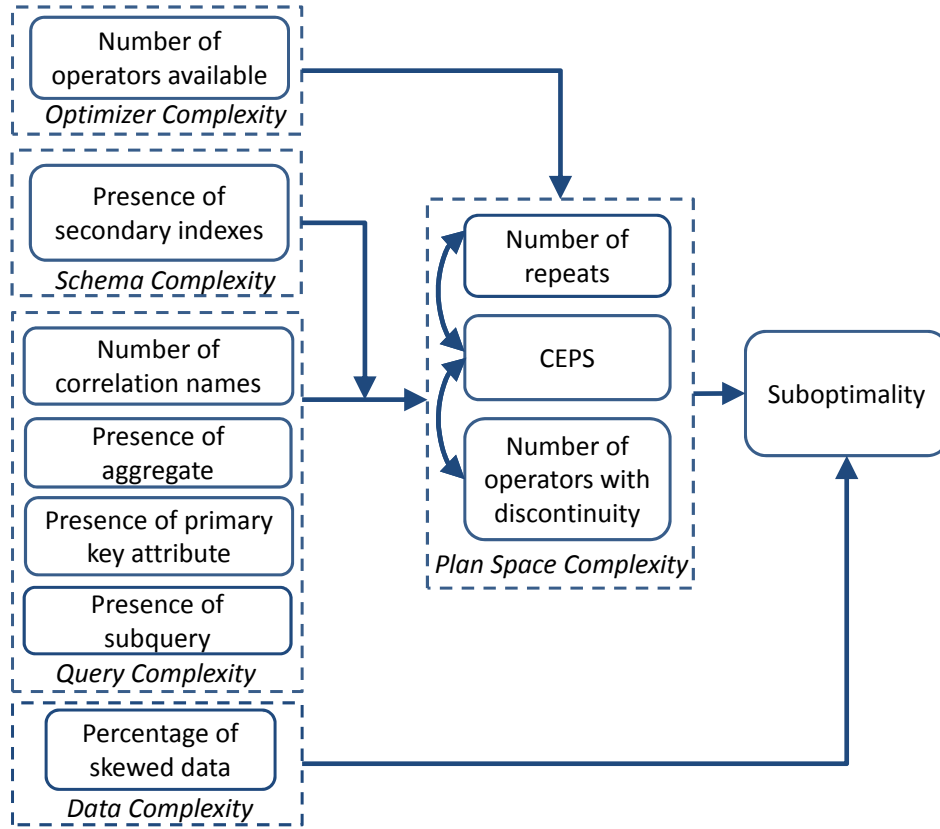 Number of
operators available
Optimizer Complexity
Presence of
secondary indexes
Schema Complexity
Number of
correlation names
Presence of
aggregate
Presence of primary
key attribute
Presence of
subquery
Query Complexity
Percentage of
skewed data
Data Complexity
Number of
repeats
CEPS
Number of
operators with
discontinuity
Plan Space Complexity
Suboptimality